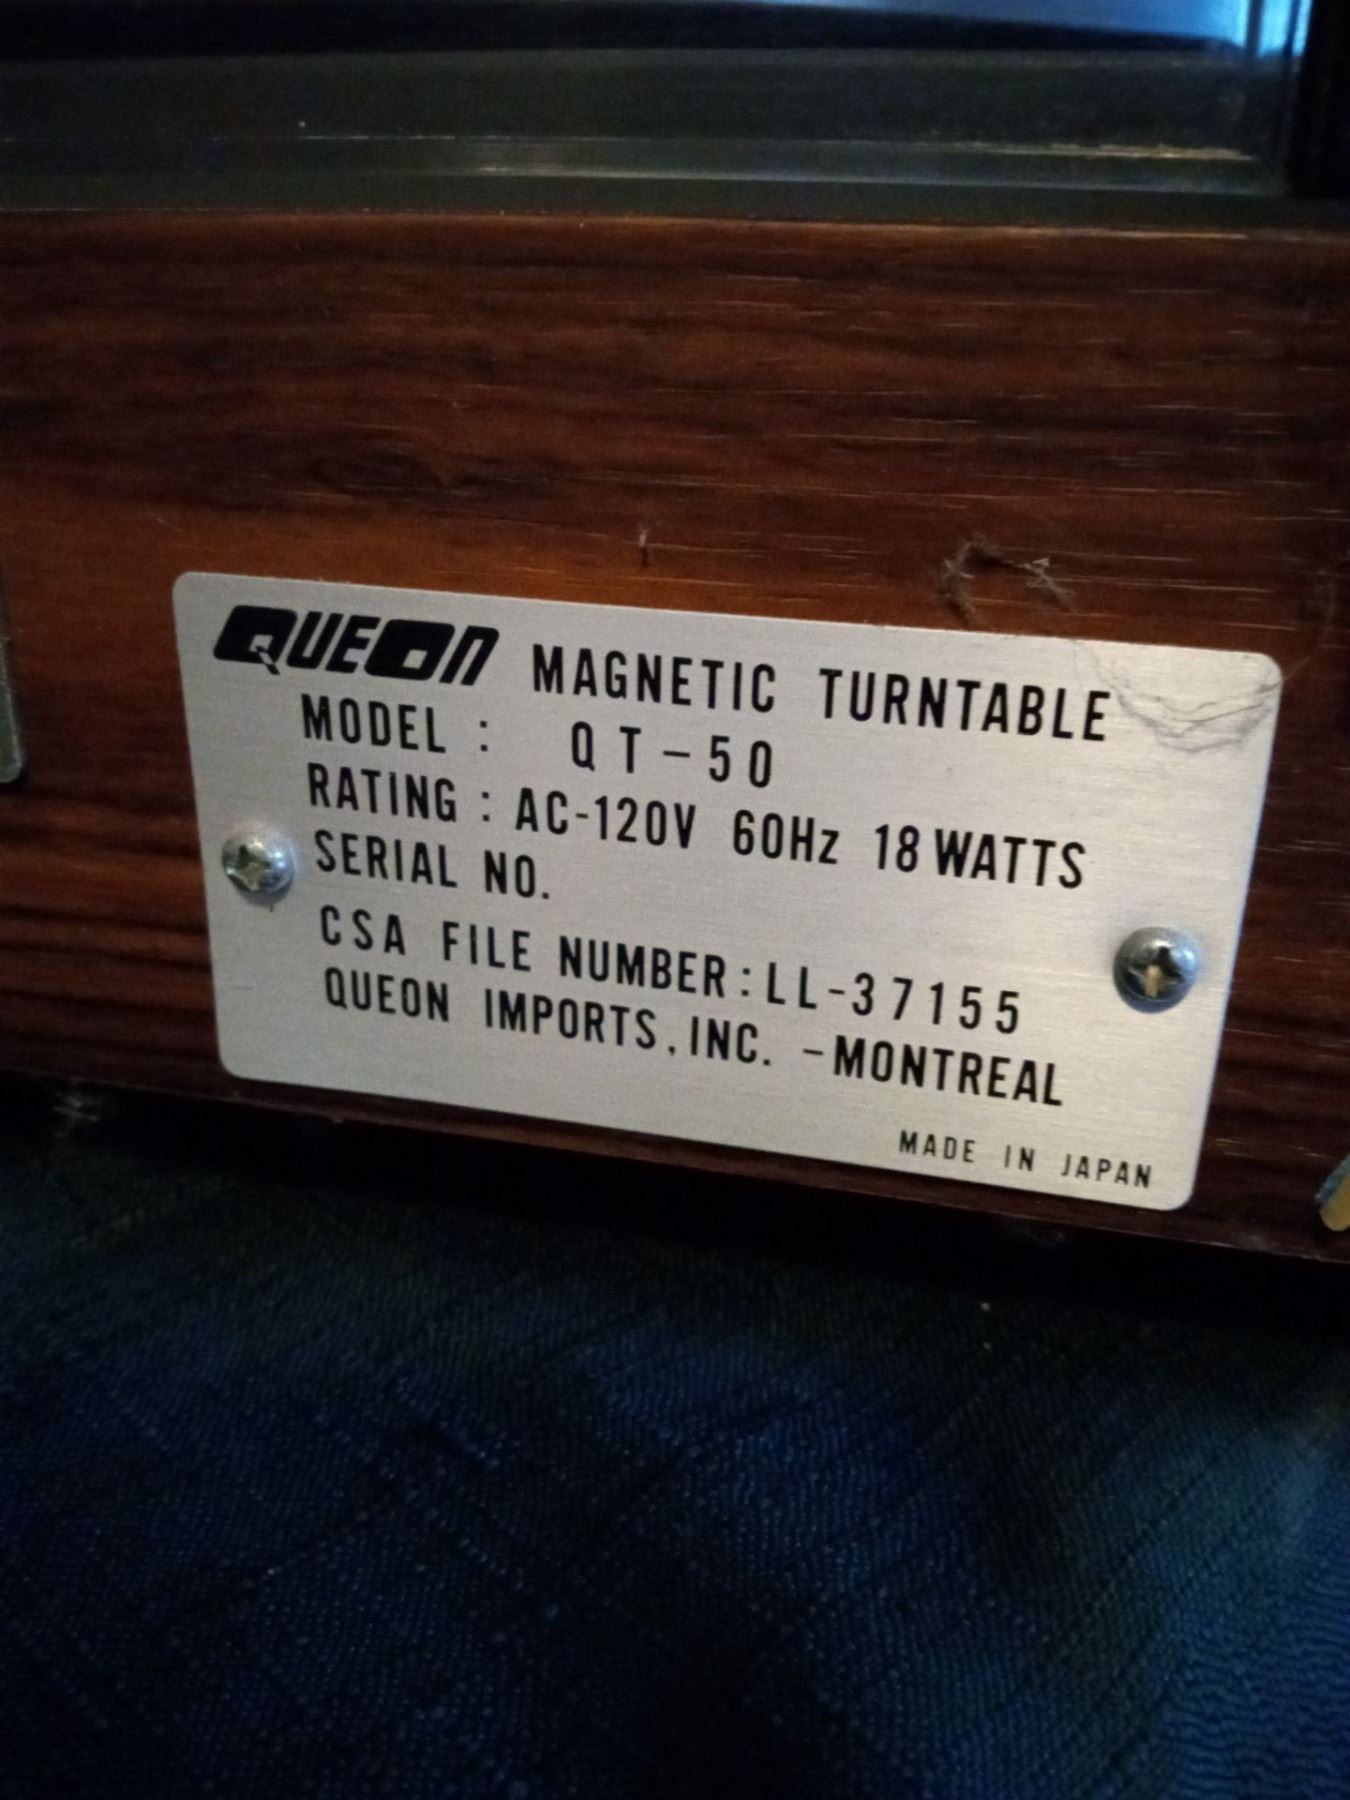 QUEON MAGNETIC TURNTABLE
MODEL : QT-50
RATING : AC-120V 60Hz 18 WATTS
SERIAL NO.
CSA FILE NUMBER : LL-37155
QUEON IMPORTS, INC. -MONTREAL
MADE IN JAPAN